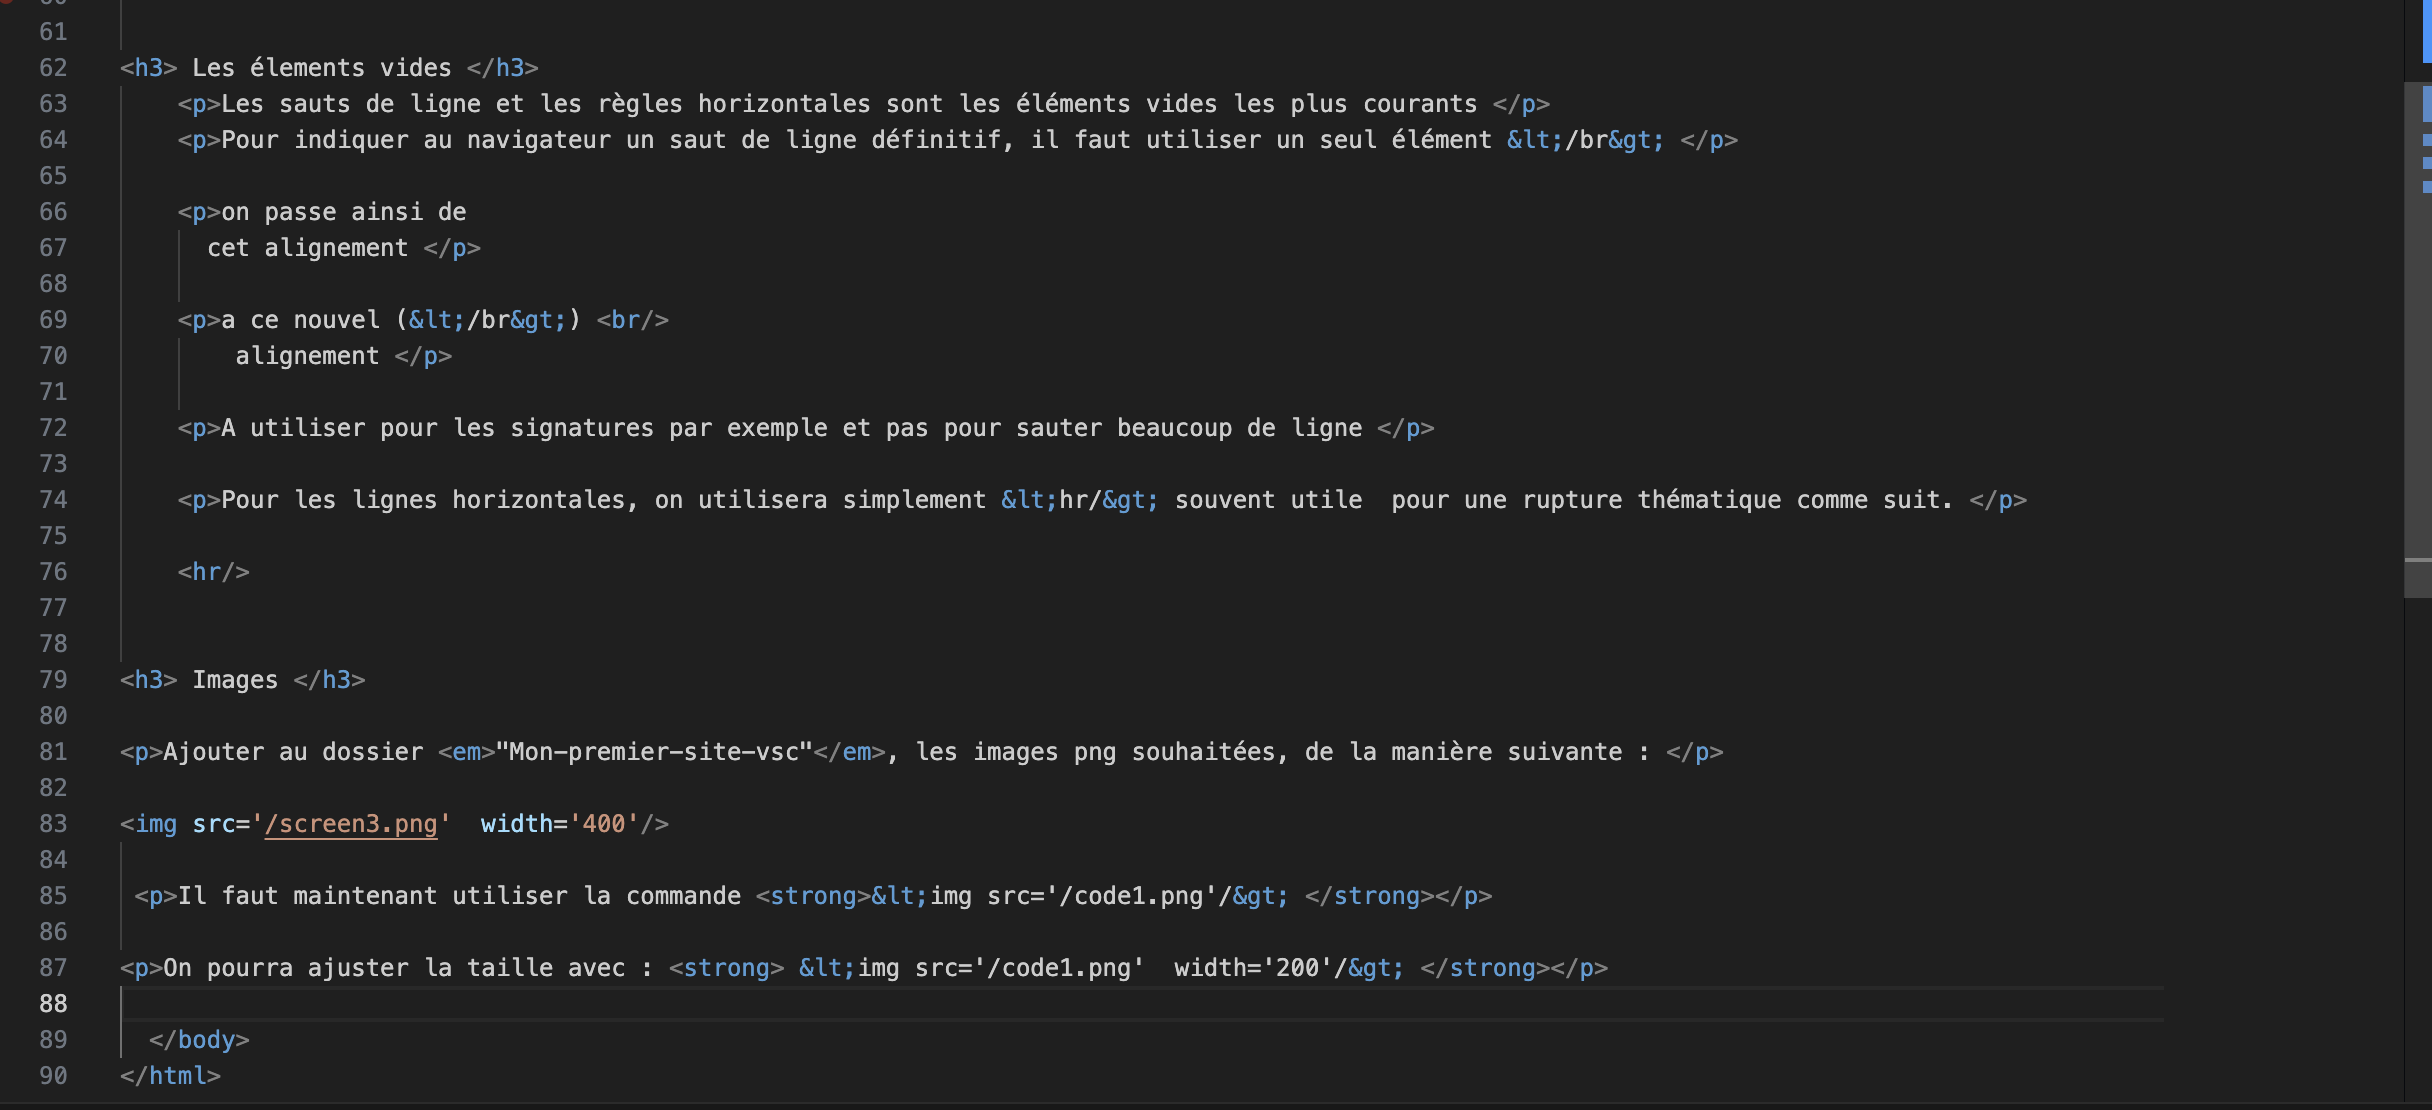 61
62 <h3> Les élements vides </h3>
63 <p>Les sauts de ligne et les règles horizontales sont les éléments vides les plus courants </p>
64 <p>Pour indiquer au navigateur un saut de ligne définitif, il faut utiliser un seul élément &lt;/br&gt; </p>
65
66 <p>on passe ainsi de
67 cet alignement </p>
68
69 <p>a ce nouvel (&lt;/br&gt;) <br/>
70 alignement </p>
71
72 <p>A utiliser pour les signatures par exemple et pas pour sauter beaucoup de ligne </p>
73
74 <p>Pour les lignes horizontales, on utilisera simplement &lt;hr/&gt; souvent utile  pour une rupture thématique comme suit. </p>
75
76 <hr/>
77
78
79 <h3> Images </h3>
80
81 <p>Ajouter au dossier <em>"Mon-premier-site-vsc"</em>, les images png souhaitées, de la manière suivante : </p>
82
83 <img src='/screen3.png'  width='400'/>
84
85 <p>Il faut maintenant utiliser la commande <strong>&lt;img src='/code1.png'/&gt; </strong></p>
86
87 <p>On pourra ajuster la taille avec : <strong> &lt;img src='/code1.png'  width='200'/&gt; </strong></p>
88
89 </body>
90 </html>